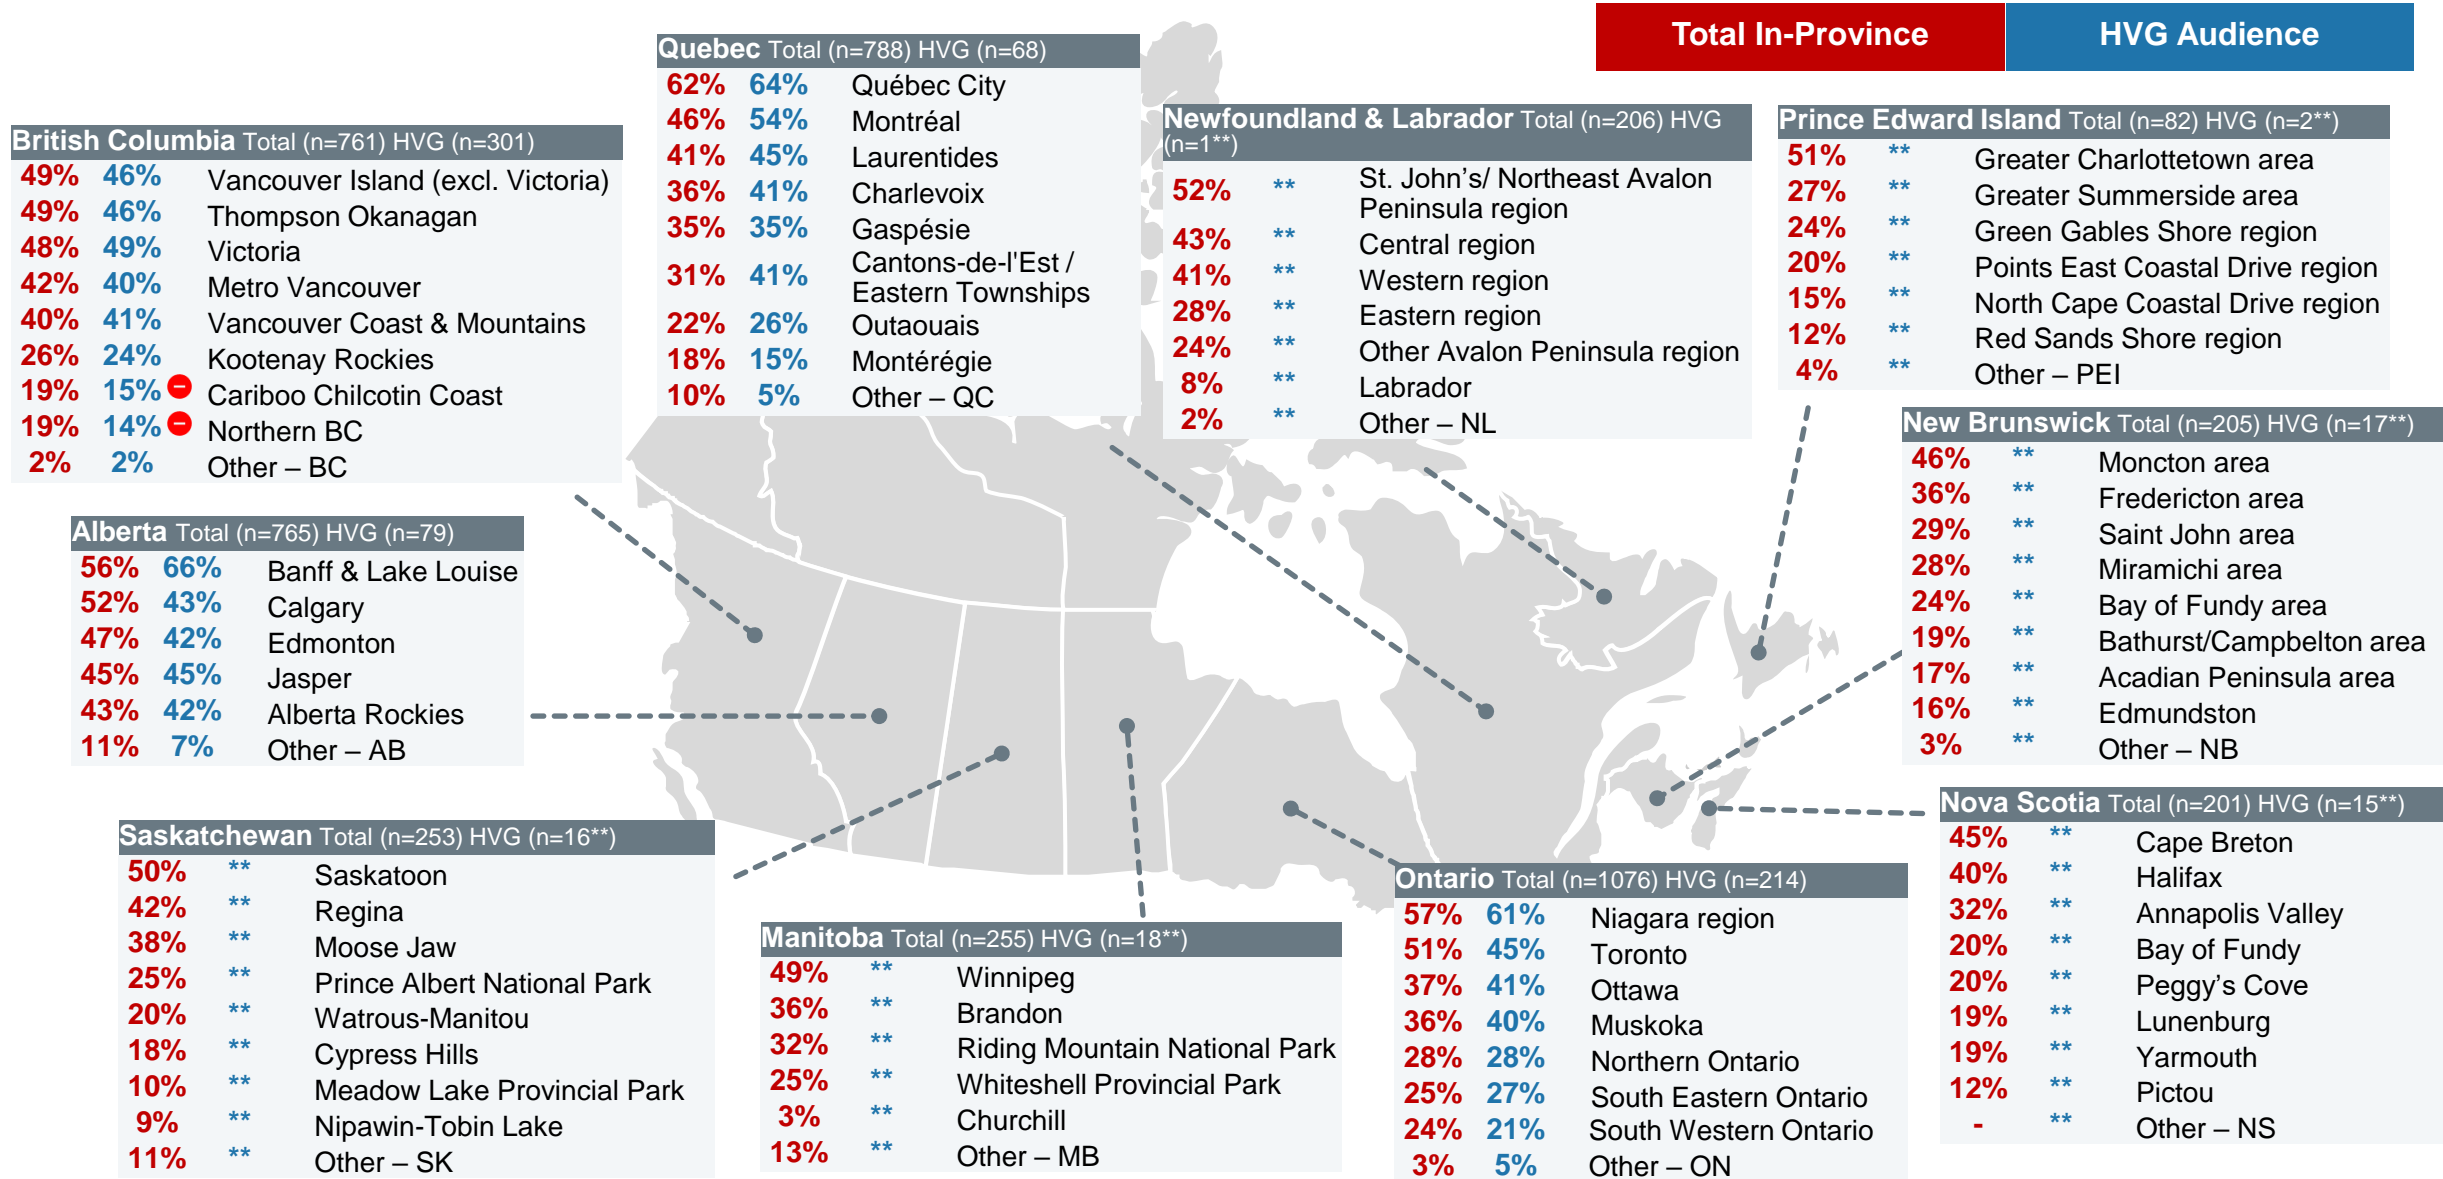 Total In-Province HVG Audience
British Columbia Total (n=761) HVG (n=301)
49% 46% Vancouver Island (excl. Victoria)
49% 46% Thompson Okanagan
48% 49% Victoria
42% 40% Metro Vancouver
40% 41% Vancouver Coast & Mountains
26% 24% Kootenay Rockies
19% 15% Cariboo Chilcotin Coast
19% 14% Northern BC
2% 2% Other – BC
Quebec Total (n=788) HVG (n=68)
62% 64% Québec City
46% 54% Montréal
41% 45% Laurentides
36% 41% Charlevoix
35% 35% Gaspésie
31% 41% Cantons-de-l'Est /
Eastern Townships
22% 26% Outaouais
18% 15% Montérégie
10% 5% Other – QC
Newfoundland & Labrador Total (n=206) HVG
(n=1**)
52% ** St. John’s/ Northeast Avalon
Peninsula region
43% ** Central region
41% ** Western region
28% ** Eastern region
24% ** Other Avalon Peninsula region
8% ** Labrador
2% ** Other – NL
Prince Edward Island Total (n=82) HVG (n=2**)
51% ** Greater Charlottetown area
27% ** Greater Summerside area
24% ** Green Gables Shore region
20% ** Points East Coastal Drive region
15% ** North Cape Coastal Drive region
12% ** Red Sands Shore region
4% ** Other – PEI
New Brunswick Total (n=205) HVG (n=17**)
46% ** Moncton area
36% ** Fredericton area
29% ** Saint John area
28% ** Miramichi area
24% ** Bay of Fundy area
19% ** Bathurst/Campbelton area
17% ** Acadian Peninsula area
16% ** Edmundston
3% ** Other – NB
Alberta Total (n=765) HVG (n=79)
56% 66% Banff & Lake Louise
52% 43% Calgary
47% 42% Edmonton
45% 45% Jasper
43% 42% Alberta Rockies
11% 7% Other – AB
Saskatchewan Total (n=253) HVG (n=16**)
50% ** Saskatoon
42% ** Regina
38% ** Moose Jaw
25% ** Prince Albert National Park
20% ** Watrous-Manitou
18% ** Cypress Hills
10% ** Meadow Lake Provincial Park
9% ** Nipawin-Tobin Lake
11% ** Other – SK
Manitoba Total (n=255) HVG (n=18**)
49% ** Winnipeg
36% ** Brandon
32% ** Riding Mountain National Park
25% ** Whiteshell Provincial Park
3% ** Churchill
13% ** Other – MB
Ontario Total (n=1076) HVG (n=214)
57% 61% Niagara region
51% 45% Toronto
37% 41% Ottawa
36% 40% Muskoka
28% 28% Northern Ontario
25% 27% South Eastern Ontario
24% 21% South Western Ontario
3% 5% Other – ON
Nova Scotia Total (n=201) HVG (n=15**)
45% ** Cape Breton
40% ** Halifax
32% ** Annapolis Valley
20% ** Bay of Fundy
20% ** Peggy’s Cove
19% ** Lunenburg
19% ** Yarmouth
12% ** Pictou
- ** Other – NS